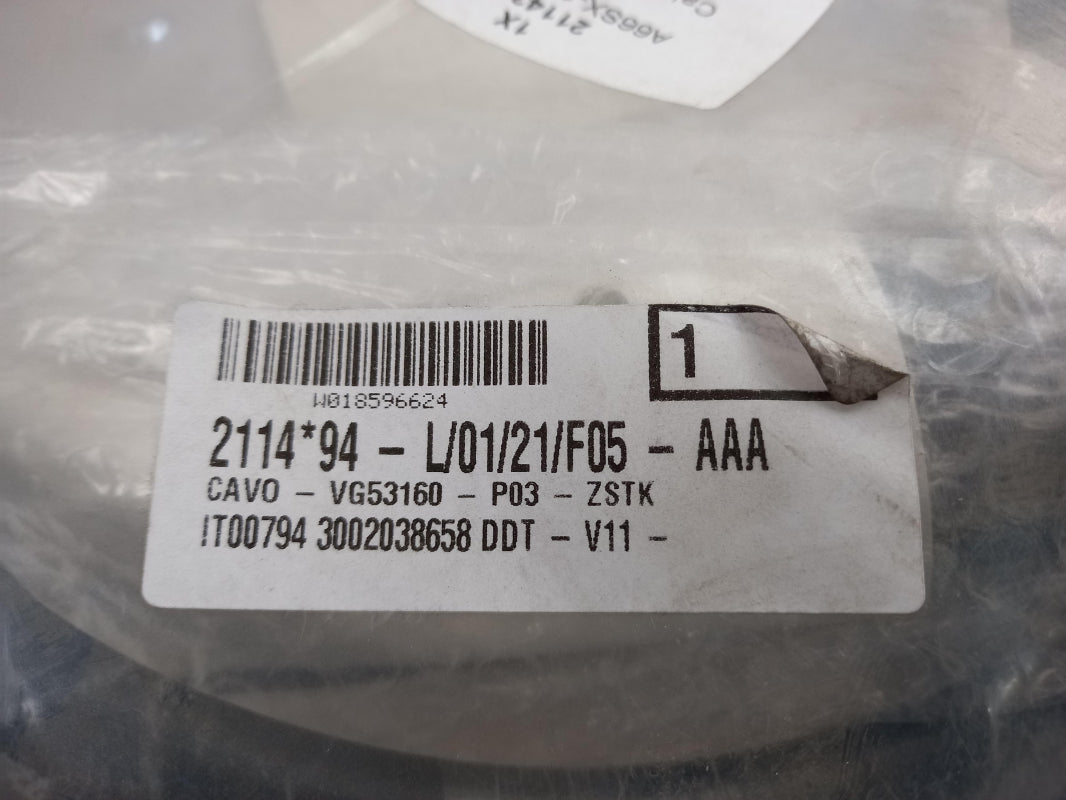 1X
W018596624
1
2114*94 - L/01/21/F05 - AAA
CAVO - VG53160 - P03 - ZSTK
IT00794 3002038658 DDT - V11 -